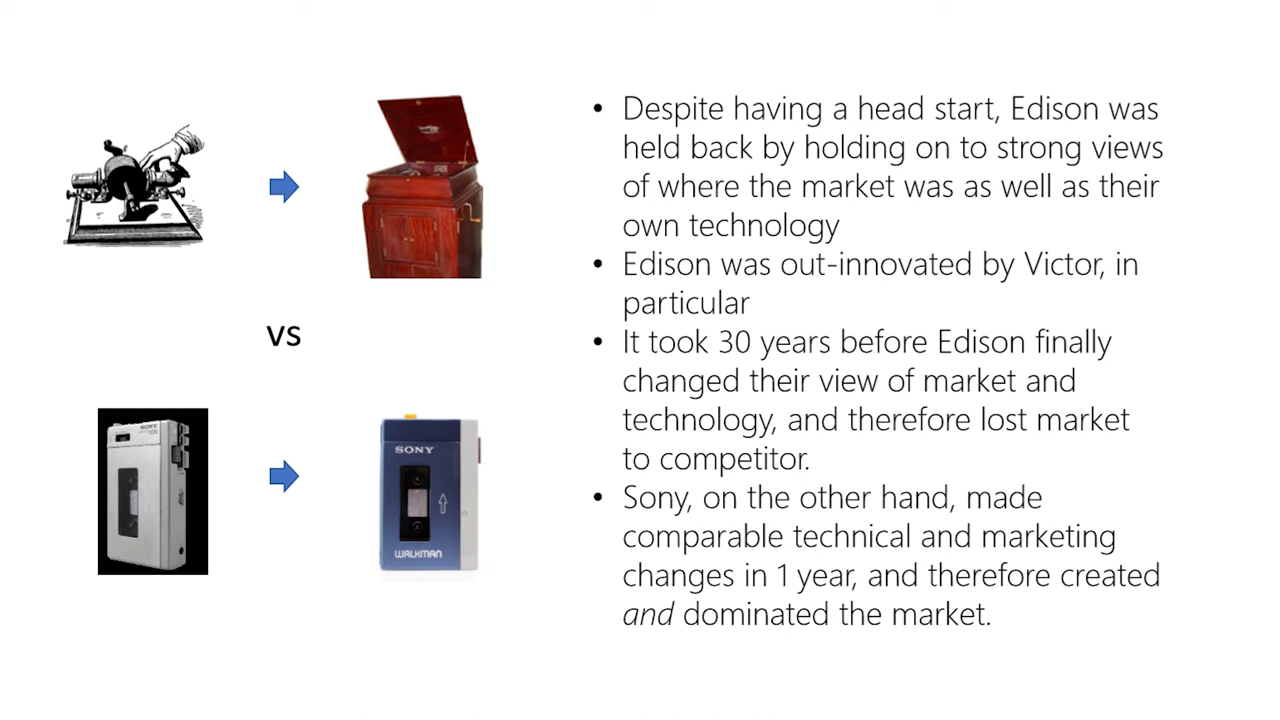 • Despite having a head start, Edison was
held back by holding on to strong views
of where the market was as well as their
own technology
• Edison was out-innovated by Victor, in
particular
• It took 30 years before Edison finally
changed their view of market and
technology, and therefore lost market
to competitor.
• Sony, on the other hand, made
comparable technical and marketing
changes in 1 year, and therefore created
and dominated the market.
vs
SONY
SONY
WALKMAN